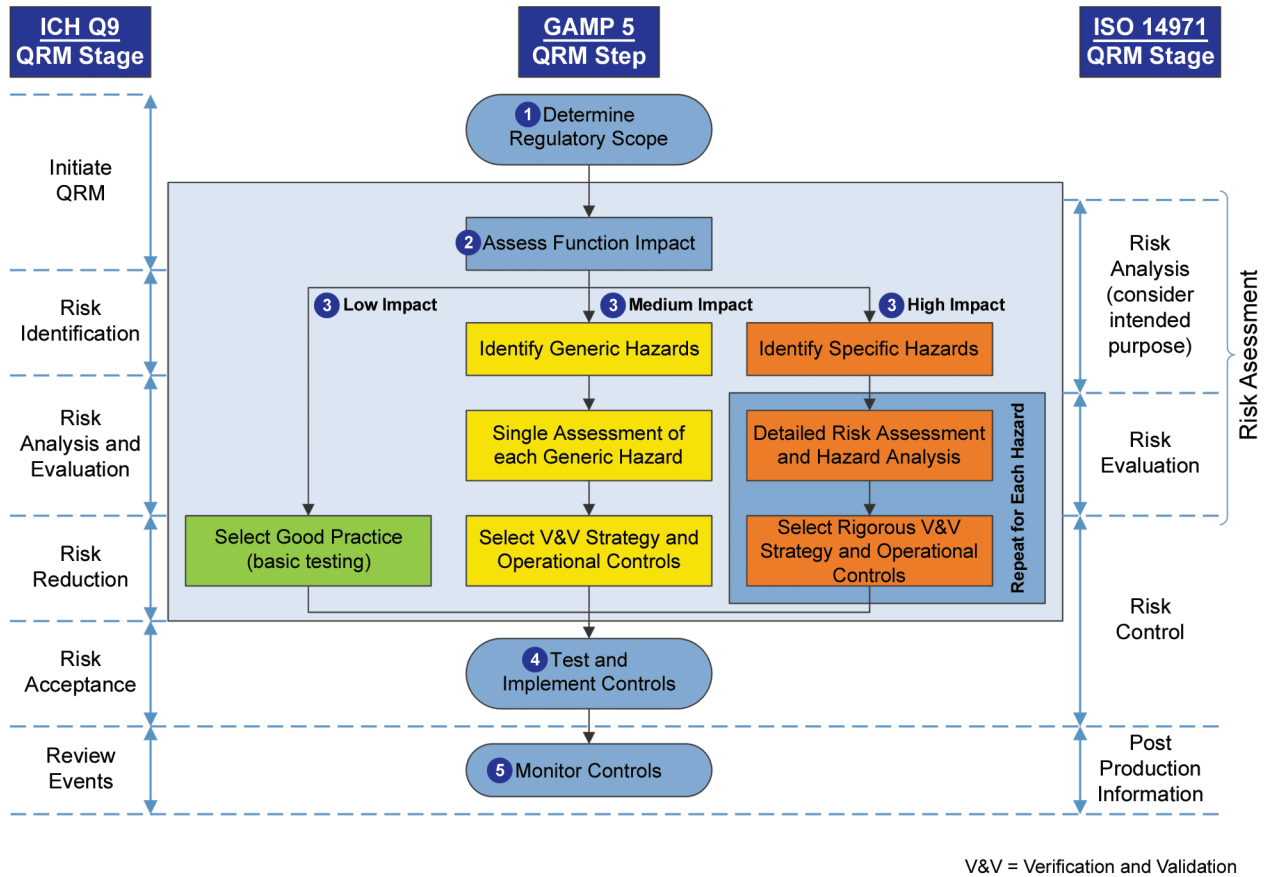 ICH Q9
QRM Stage
GAMP 5
QRM Step
ISO 14971
QRM Stage
Initiate
QRM
Risk
Identification
Risk
Analysis and
Evaluation
Risk
Reduction
Risk
Acceptance
Review
Events
1 Determine
Regulatory Scope
2 Assess Function Impact
3 Low Impact
3 Medium Impact
3 High Impact
Identify Generic Hazards
Identify Specific Hazards
Single Assessment of
each Generic Hazard
Detailed Risk Assessment
and Hazard Analysis
Select Good Practice
(basic testing)
Select V&V Strategy and
Operational Controls
Select Rigorous V&V
Strategy and Operational
Controls
Repeat for Each Hazard
4 Test and
Implement Controls
5 Monitor Controls
Risk
Analysis
(consider
intended
purpose)
Risk
Evaluation
Risk Asessment
Risk
Control
Post
Production
Information
V&V = Verification and Validation